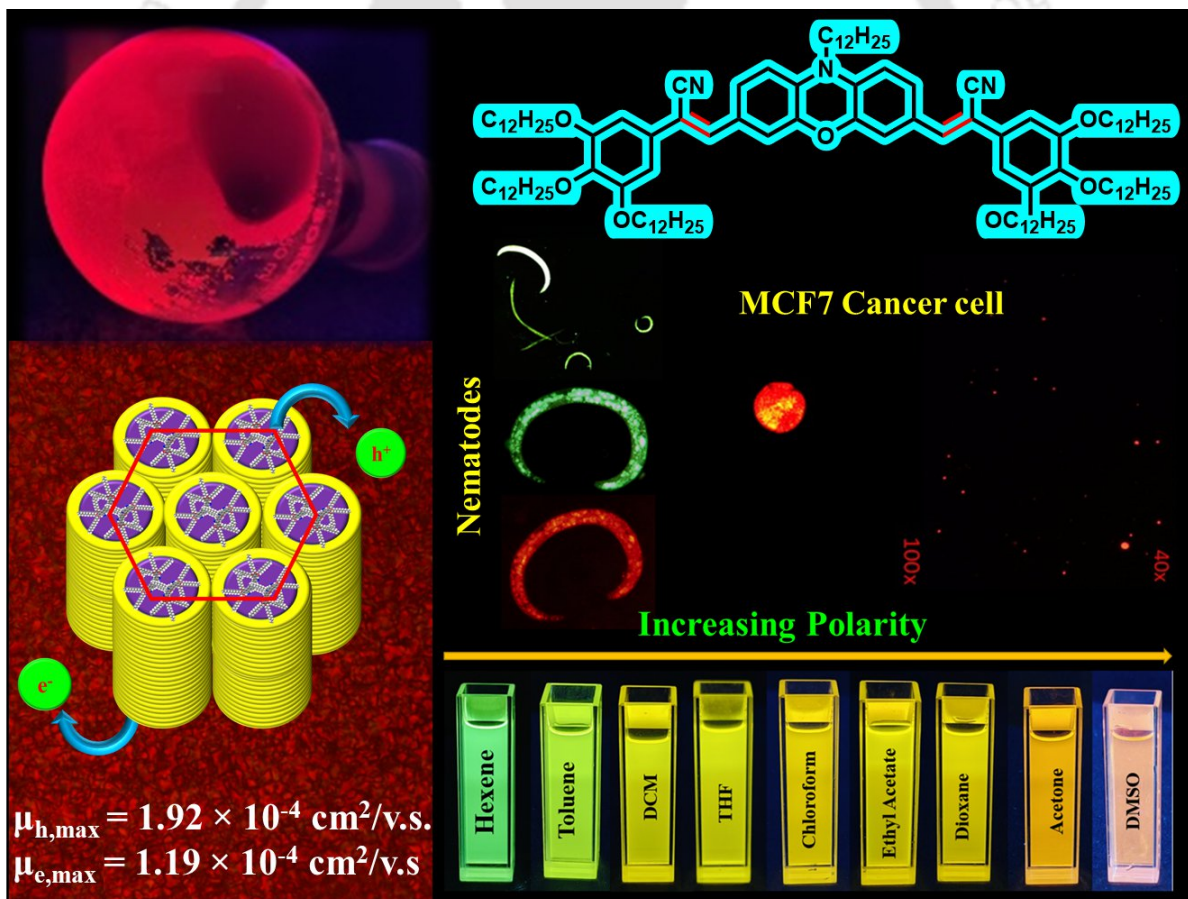 C12H25
N
CN
CN
O
C12H25O
C12H25O
OC12H25
OC12H25
OC12H25
OC12H25
MCF7 Cancer cell
Nematodes
100x
40x
h+
e-
μh,max = 1.92 × 10-4 cm2/v.s.
μe,max = 1.19 × 10-4 cm2/v.s
Increasing Polarity
Hexene
Toluene
DCM
THF
Chloroform
Ethyl Acetate
Dioxane
Acetone
DMSO